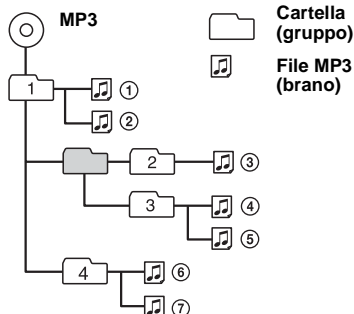 MP3
Cartella
(gruppo)
File MP3
(brano)
1
①
②
2
③
3
④
⑤
4
⑥
⑦